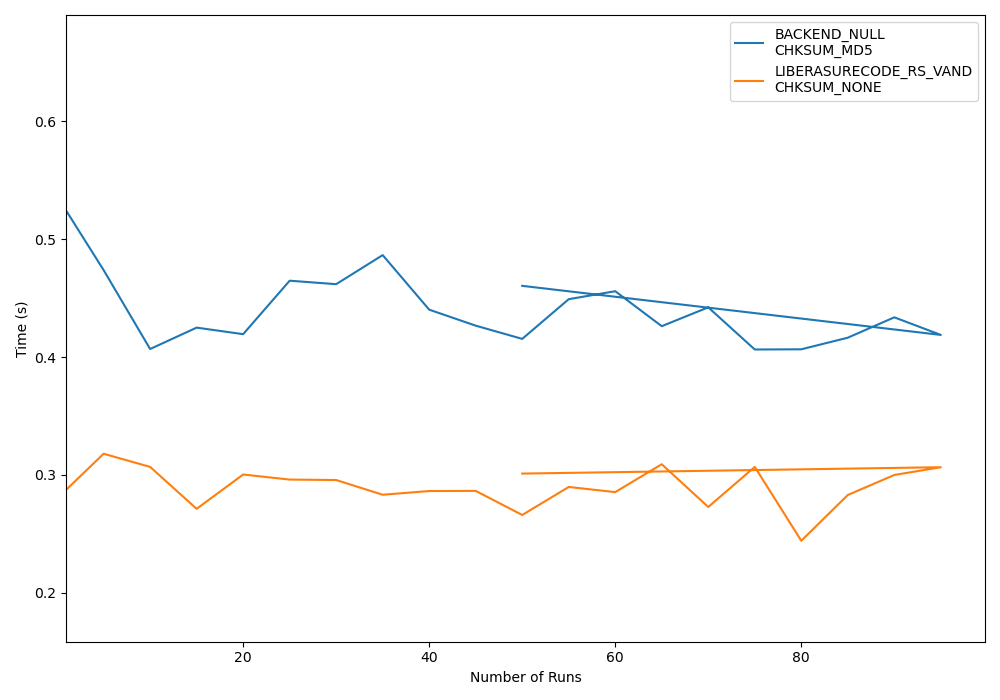 BACKEND_NULL
CHKSUM_MD5
LIBERASURECODE_RS_VAND
CHKSUM_NONE
0.6
0.5
0.4
0.3
0.2
Time (s)
20
40
60
80
Number of Runs